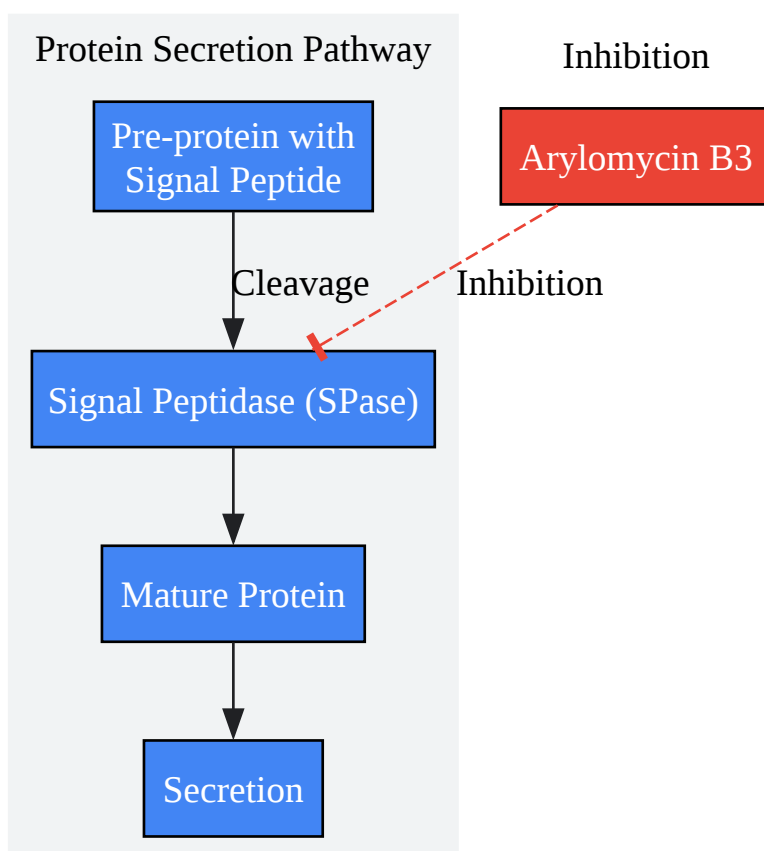 Protein Secretion Pathway
Inhibition
Pre-protein with
Signal Peptide
Arylomycin B3
Cleavage
Inhibition
Signal Peptidase (SPase)
Mature Protein
Secretion